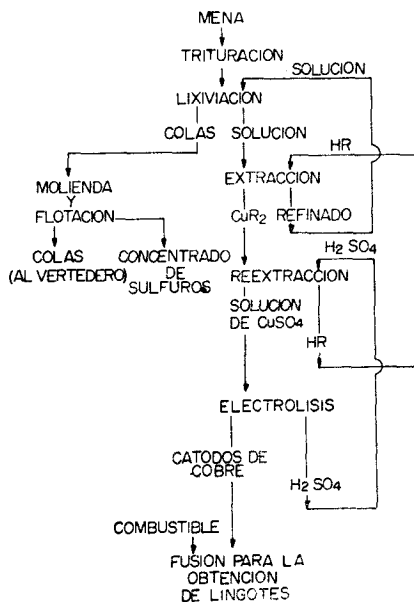 MENA
TRITURACION
SOLUCION
LIXIVIACION
COLAS SOLUCION
HR
MOLIENDA
Y
FLOTACION
EXTRACCION
CuR2 REFINADO
COLAS
(AL VERTEDERO)
CONCENTRADO
DE
SULFUROS
H2 SO4
REEXTRACCION
SOLUCION
DE CuSO4
HR
ELECTROLISIS
CATODOS DE
COBRE
H2 SO4
COMBUSTIBLE
FUSION PARA LA
OBTENCION
DE LINGOTES